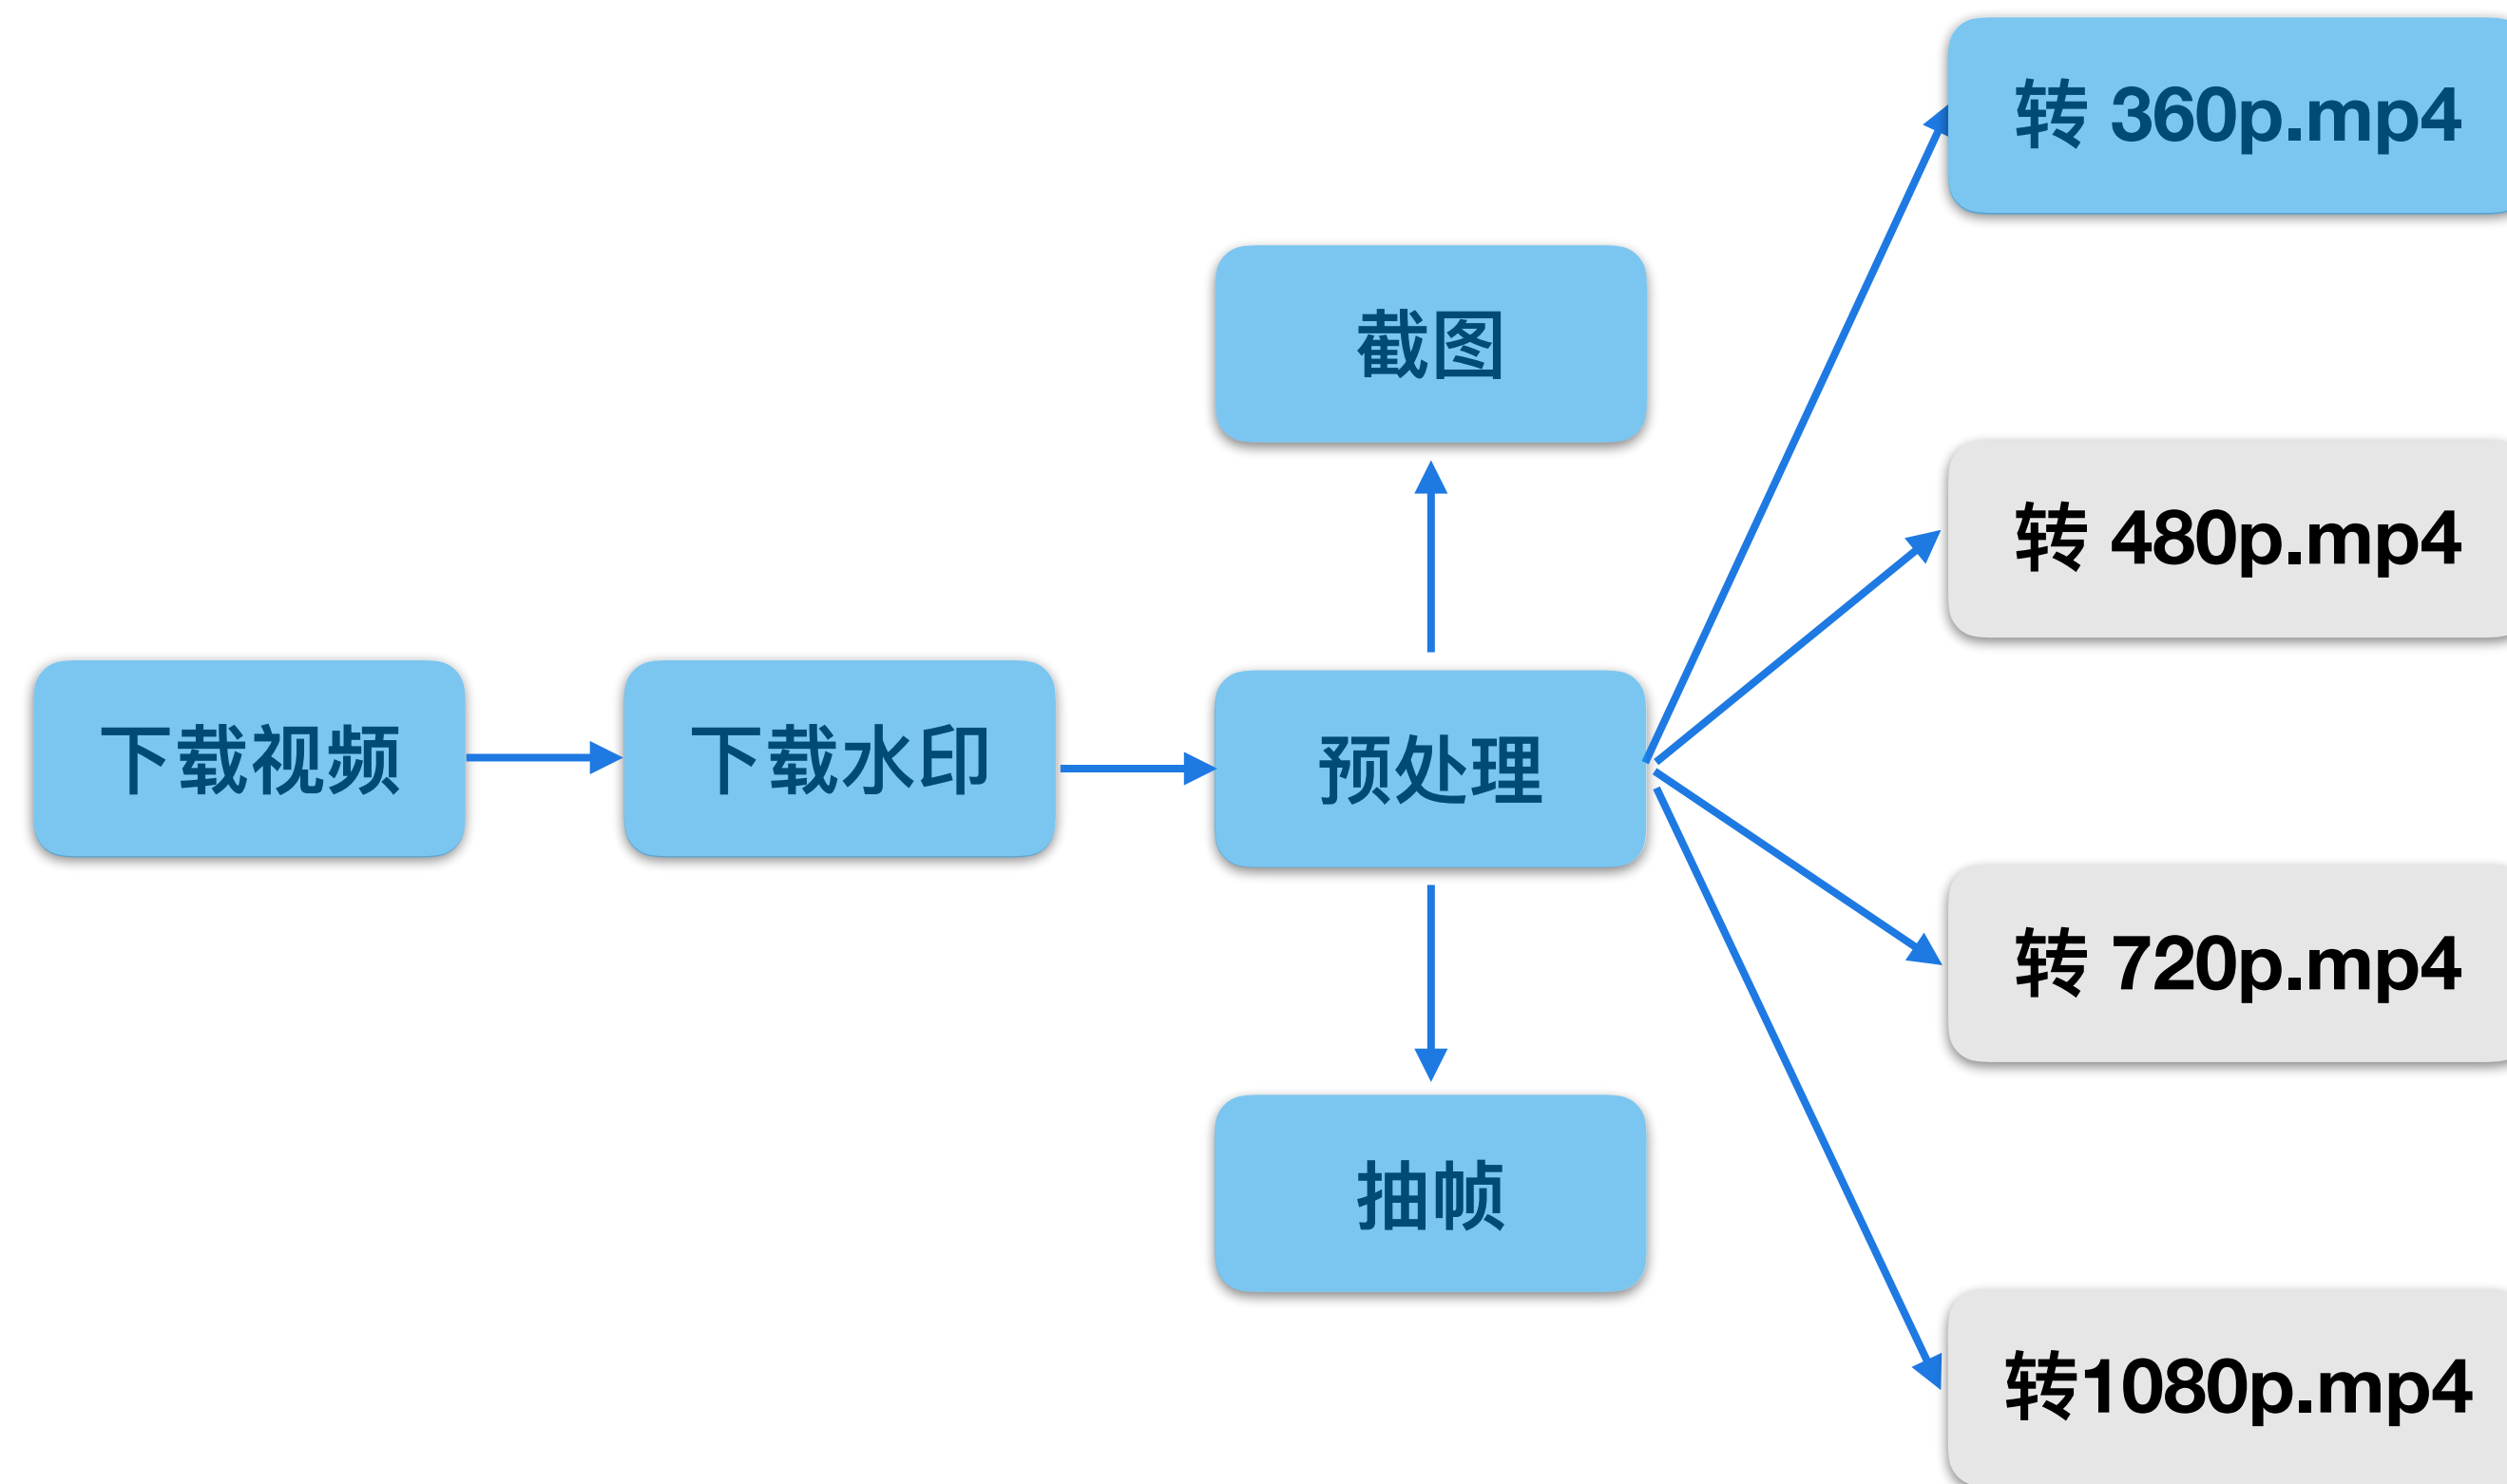 转 360p.mp4
截图
转 480p.mp4
下载视频
下载水印
预处理
转 720p.mp4
抽帧
转1080p.mp4